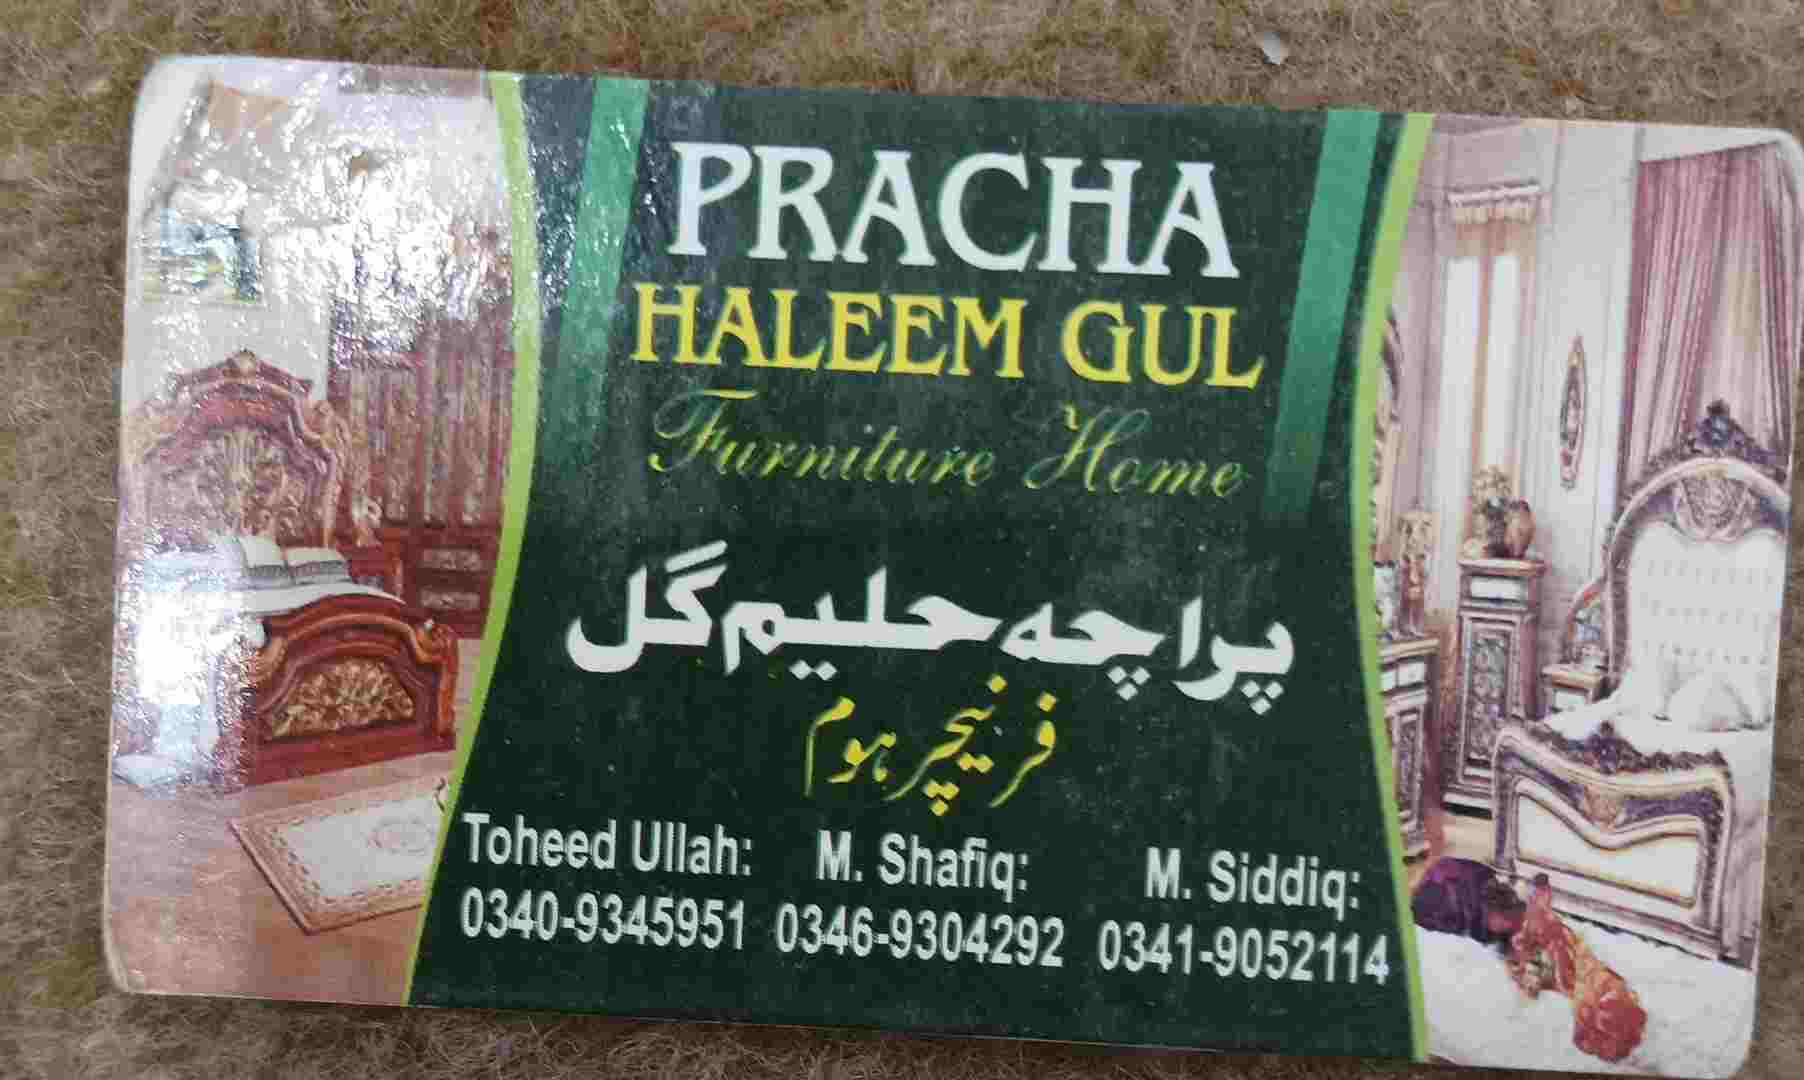 PRACHA
HALEEM GUL
Furniture Home
پراچہ حلیم گل
فرنیچر ہوم
Toheed Ullah: M. Shafiq: M. Siddiq:
0340-9345951 0346-9304292 0341-9052114